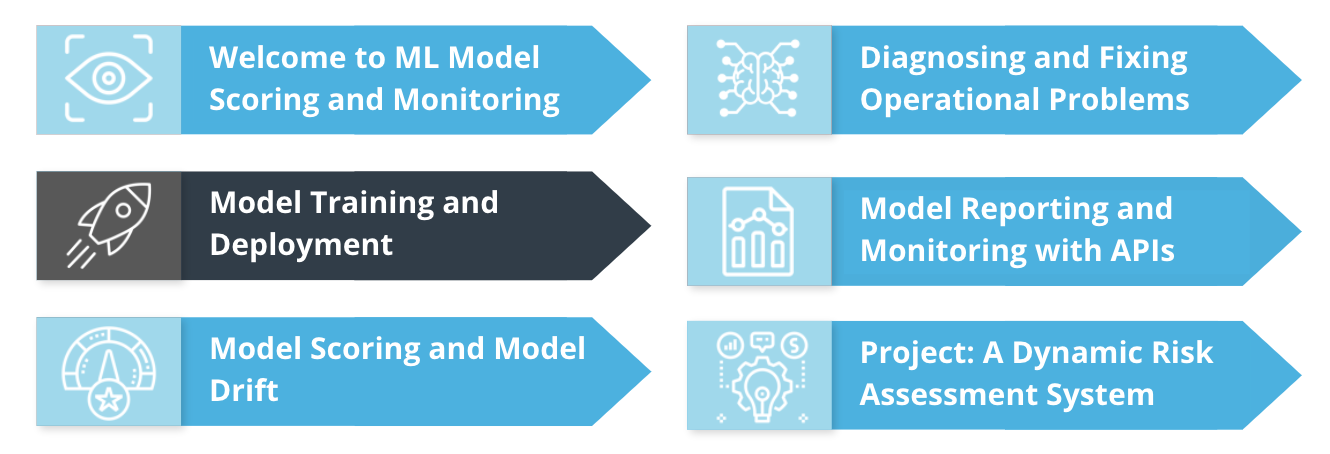 Welcome to ML Model
Scoring and Monitoring
Model Training and
Deployment
Model Scoring and Model
Drift
Diagnosing and Fixing
Operational Problems
Model Reporting and
Monitoring with APIs
Project: A Dynamic Risk
Assessment System